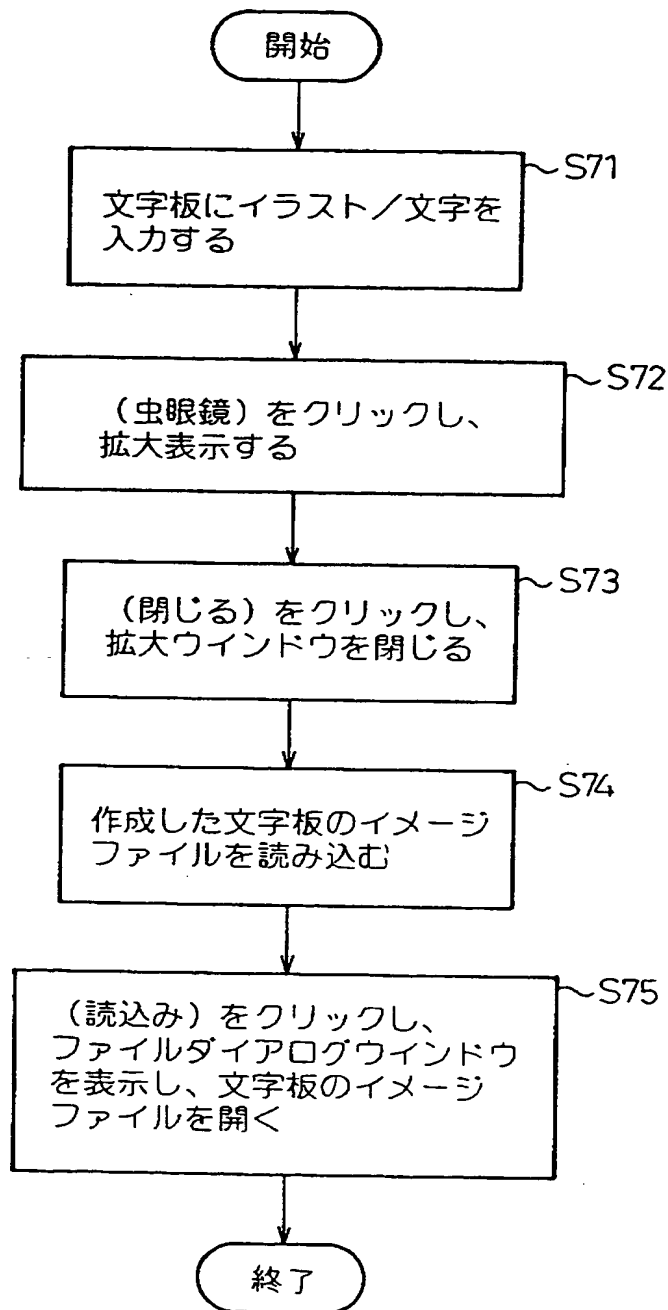 開始
S71
文字板にイラスト／文字を
入力する
S72
（虫眼鏡）をクリックし、
拡大表示する
S73
（閉じる）をクリックし、
拡大ウインドウを閉じる
S74
作成した文字板のイメージ
ファイルを読み込む
S75
（読込み）をクリックし、
ファイルダイアログウインドウ
を表示し、文字板のイメージ
ファイルを開く
終了